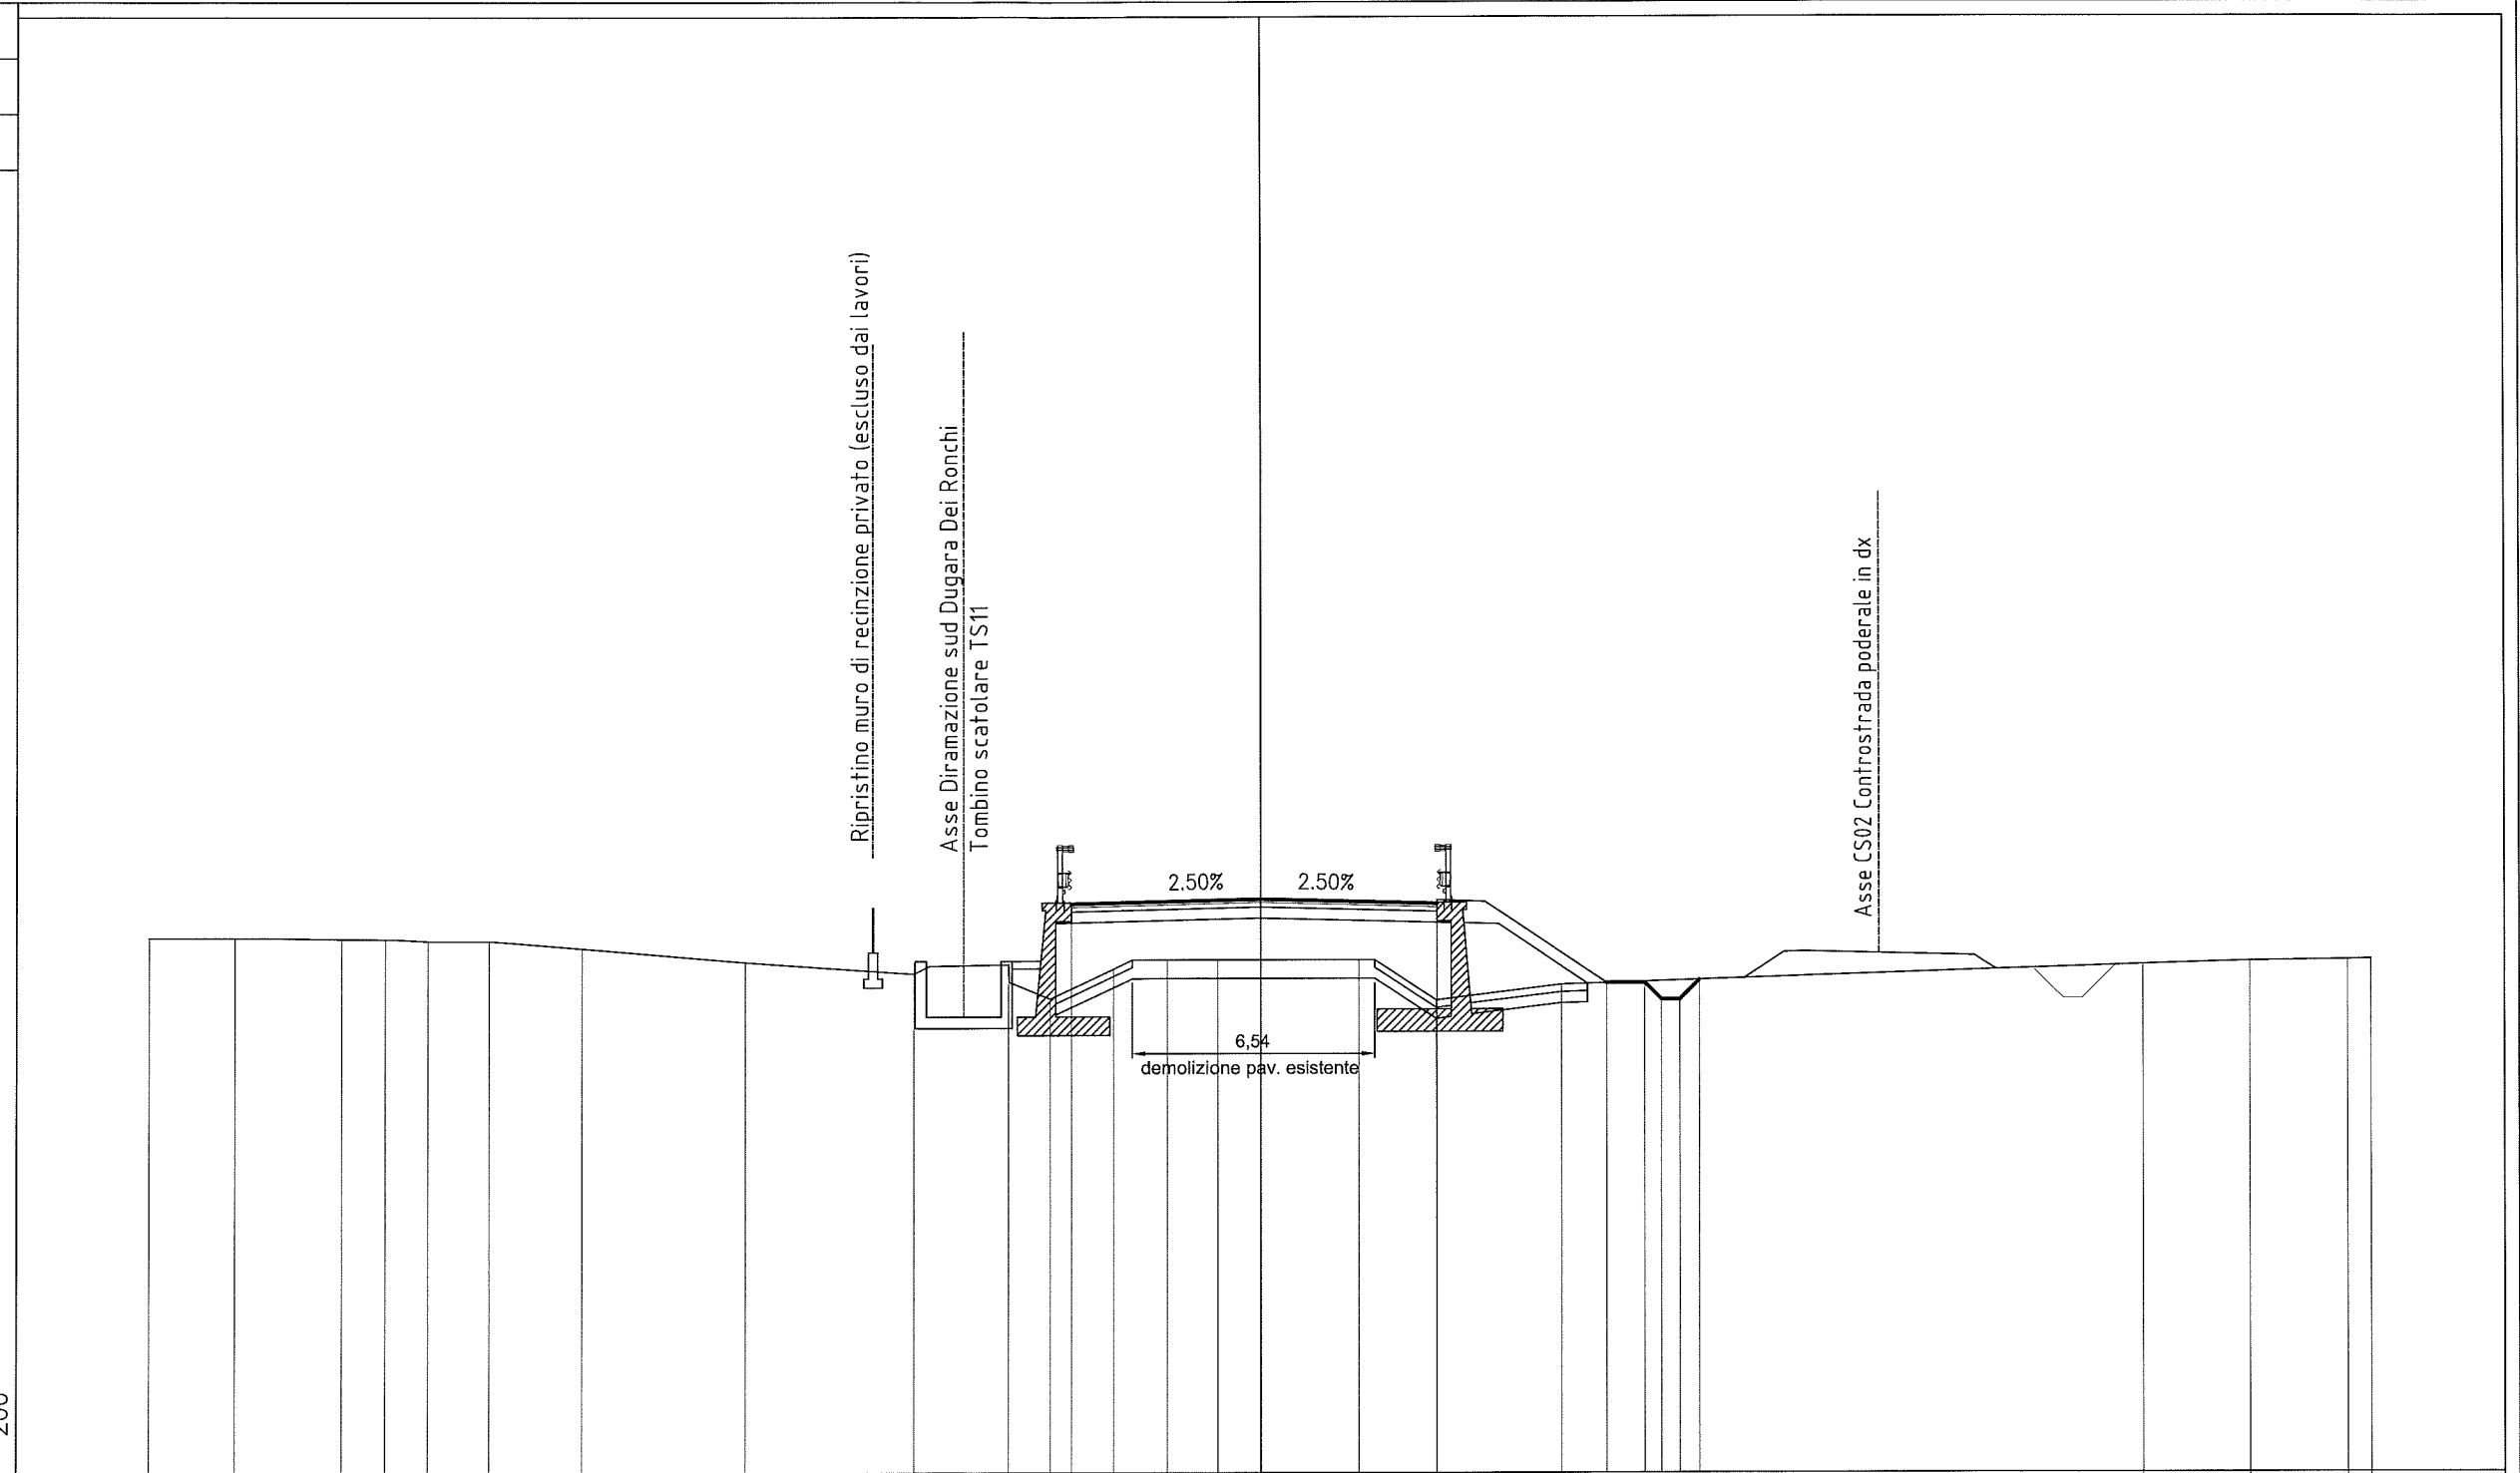 Ripristino muro di recinzione privato (escluso dai lavori)
Asse Diramazione sud Dugara Dei Ronchi
Tombino scatolare TS11
Asse CS02 Controstrada poderale in dx
2.50% 2.50%
6,54
demolizione pav. esistente